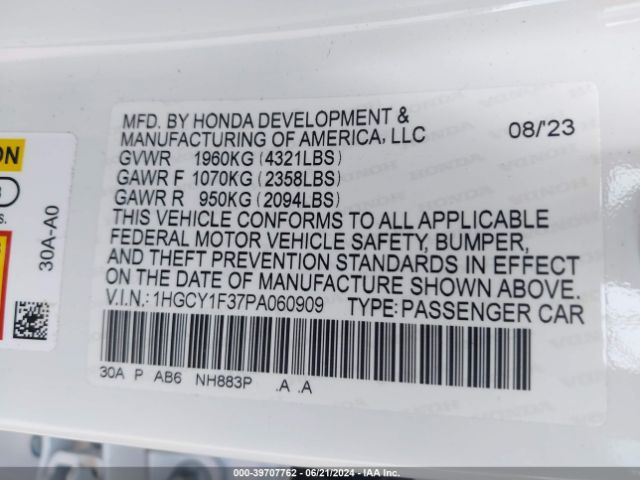 MFD. BY HONDA DEVELOPMENT &
MANUFACTURING OF AMERICA, LLC 08/'23
GVWR 1960KG (4321LBS)
GAWR F 1070KG (2358LBS)
GAWR R 950KG (2094LBS)
THIS VEHICLE CONFORMS TO ALL APPLICABLE
FEDERAL MOTOR VEHICLE SAFETY, BUMPER,
AND THEFT PREVENTION STANDARDS IN EFFECT
ON THE DATE OF MANUFACTURE SHOWN ABOVE.
V.I.N.: 1HGCY1F37PA060909 TYPE: PASSENGER CAR
30A P AB6 NH883P .A .A
30A-A0
000-39707762 - 06/21/2024 - IAA Inc.